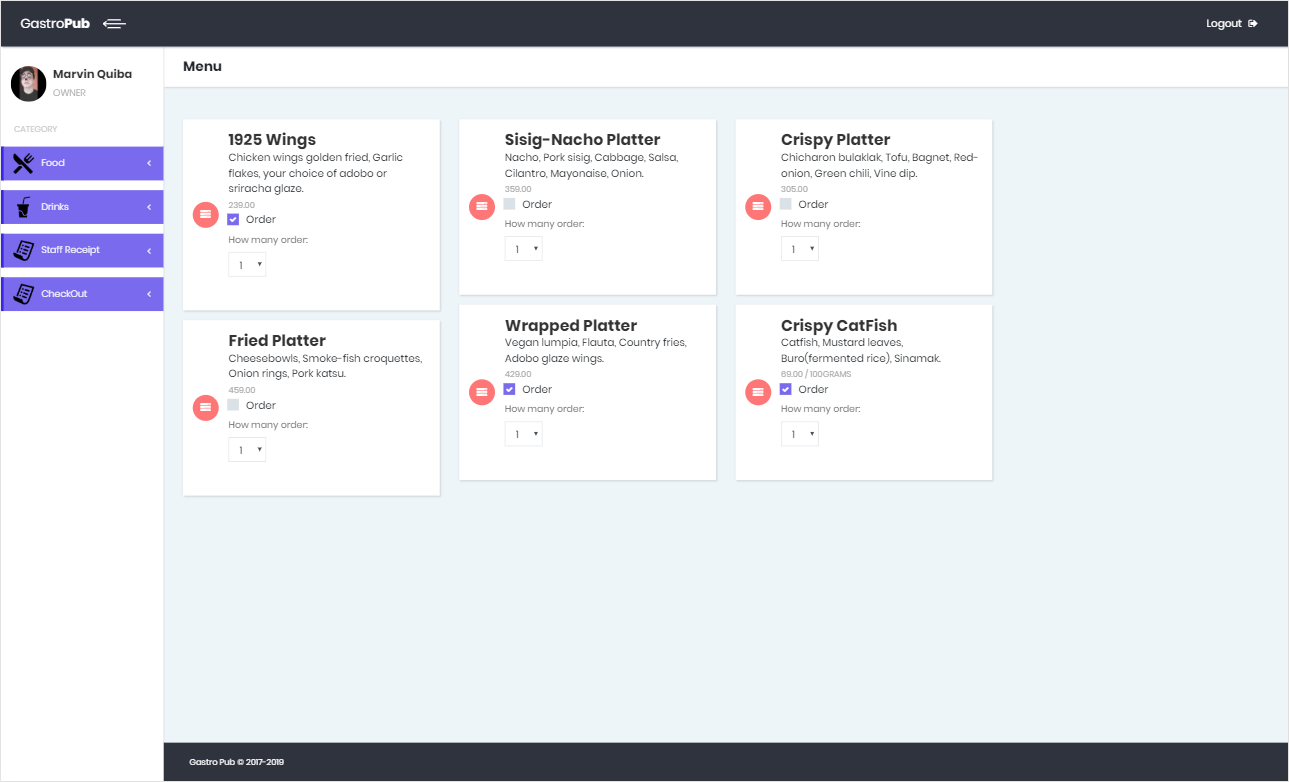 GastroPub
Logout
Marvin Quiba
OWNER
CATEGORY
Food
Drinks
Staff Receipt
CheckOut
Menu
1925 Wings
Chicken wings golden fried, Garlic
flakes, your choice of adobo or
sriracha glaze.
239.00
Order
How many order:
1
Sisig-Nacho Platter
Nacho, Pork sisig, Cabbage, Salsa,
Cilantro, Mayonaise, Onion.
359.00
Order
How many order:
1
Crispy Platter
Chicharon bulaklak, Tofu, Bagnet, Red-
onion, Green chili, Vine dip.
305.00
Order
How many order:
1
Fried Platter
Cheesebowls, Smoke-fish croquettes,
Onion rings, Pork katsu.
459.00
Order
How many order:
1
Wrapped Platter
Vegan lumpia, Flauta, Country fries,
Adobo glaze wings.
429.00
Order
How many order:
1
Crispy CatFish
Catfish, Mustard leaves,
Buro(fermented rice), Sinamak.
69.00 / 100GRAMS
Order
How many order:
1
Gastro Pub © 2017-2019